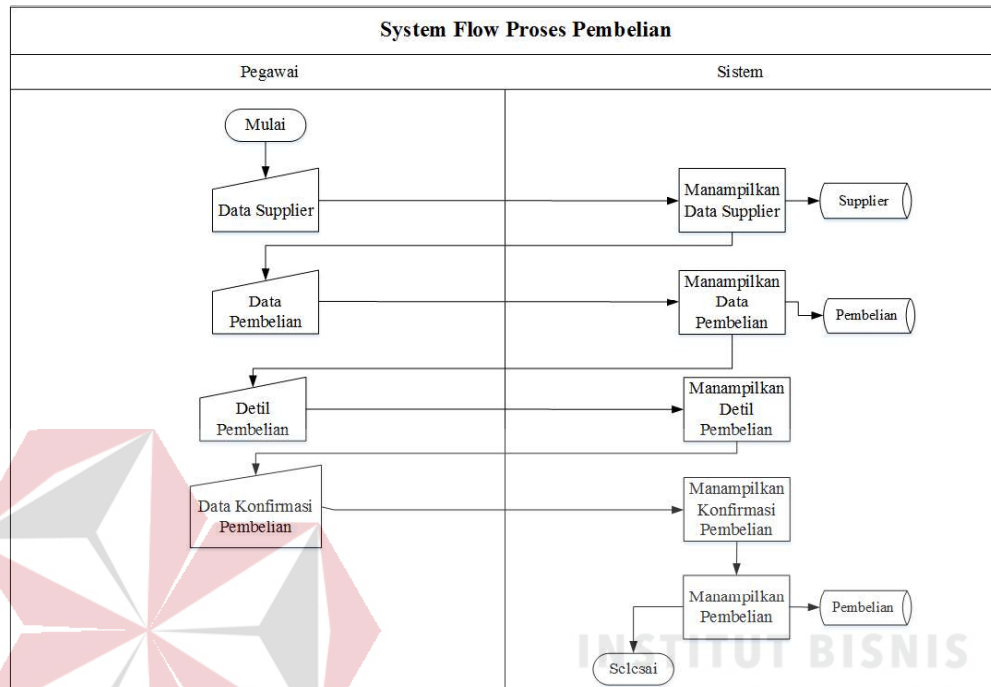 System Flow Proses Pembelian
Pegawai
Sistem
Mulai
Data Supplier
Manampilkan
Data Supplier
Supplier
Data
Pembelian
Manampilkan
Data
Pembelian
Pembelian
Detil
Pembelian
Manampilkan
Detil
Pembelian
Data Konfirmasi
Pembelian
Manampilkan
Konfirmasi
Pembelian
Manampilkan
Pembelian
Pembelian
INSTITUT BISNIS
Selesai